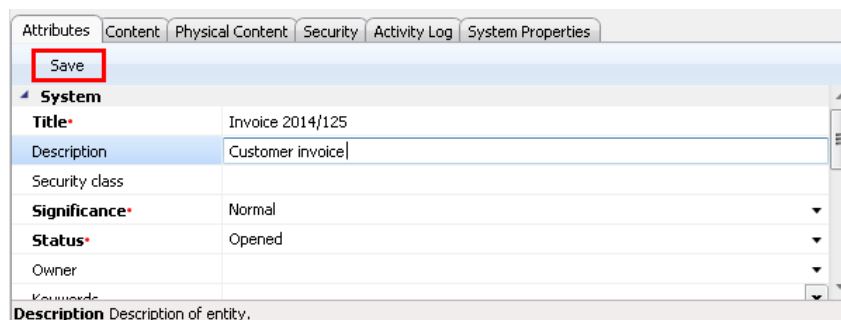 Attributes Content Physical Content Security Activity Log System Properties
Save
System
Title• Invoice 2014/125
Description Customer invoice
Security class
Significance• Normal
Status• Opened
Owner
Keywords
Description Description of entity.